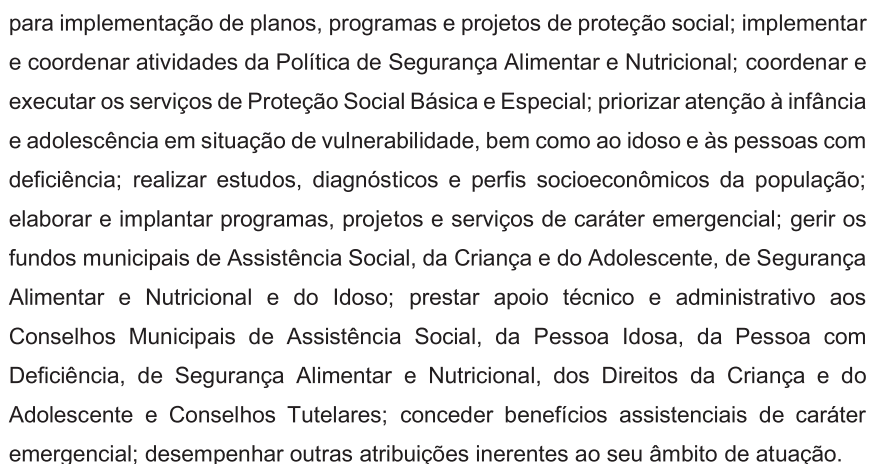 para implementação de planos, programas e projetos de proteção social; implementar
e coordenar atividades da Política de Segurança Alimentar e Nutricional; coordenar e
executar os serviços de Proteção Social Básica e Especial; priorizar atenção à infância
e adolescência em situação de vulnerabilidade, bem como ao idoso e às pessoas com
deficiência; realizar estudos, diagnósticos e perfis socioeconômicos da população;
elaborar e implantar programas, projetos e serviços de caráter emergencial; gerir os
fundos municipais de Assistência Social, da Criança e do Adolescente, de Segurança
Alimentar e Nutricional e do Idoso; prestar apoio técnico e administrativo aos
Conselhos Municipais de Assistência Social, da Pessoa Idosa, da Pessoa com
Deficiência, de Segurança Alimentar e Nutricional, dos Direitos da Criança e do
Adolescente e Conselhos Tutelares; conceder benefícios assistenciais de caráter
emergencial; desempenhar outras atribuições inerentes ao seu âmbito de atuação.